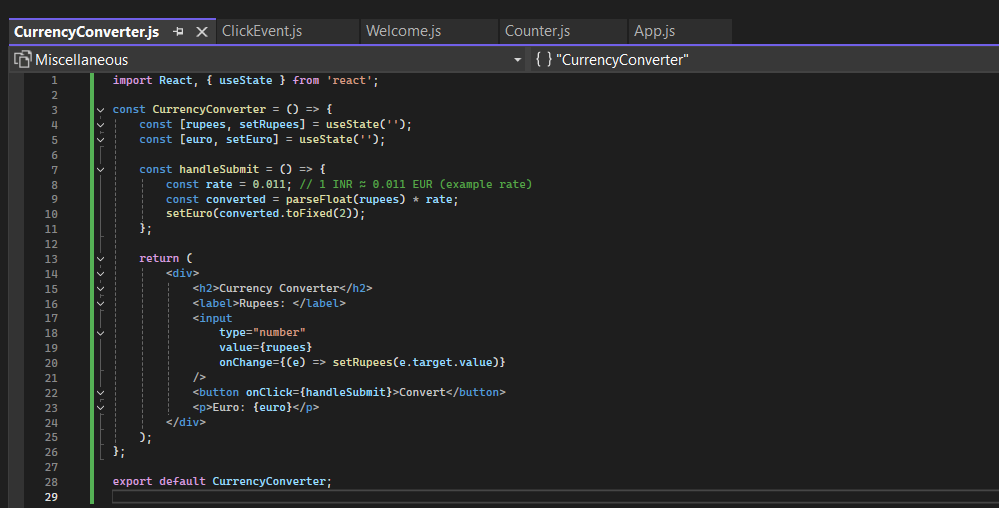 CurrencyConverter.js ClickEvent.js Welcome.js Counter.js App.js
Miscellaneous { } "CurrencyConverter"
1 import React, { useState } from 'react';
2
3 const CurrencyConverter = () => {
4     const [rupees, setRupees] = useState('');
5     const [euro, setEuro] = useState('');
6
7     const handleSubmit = () => {
8         const rate = 0.011; // 1 INR ≈ 0.011 EUR (example rate)
9         const converted = parseFloat(rupees) * rate;
10         setEuro(converted.toFixed(2));
11     };
12
13     return (
14         <div>
15             <h2>Currency Converter</h2>
16             <label>Rupees: </label>
17             <input
18                 type="number"
19                 value={rupees}
20                 onChange={(e) => setRupees(e.target.value)}
21             />
22             <button onClick={handleSubmit}>Convert</button>
23             <p>Euro: {euro}</p>
24         </div>
25     );
26 };
27
28 export default CurrencyConverter;
29